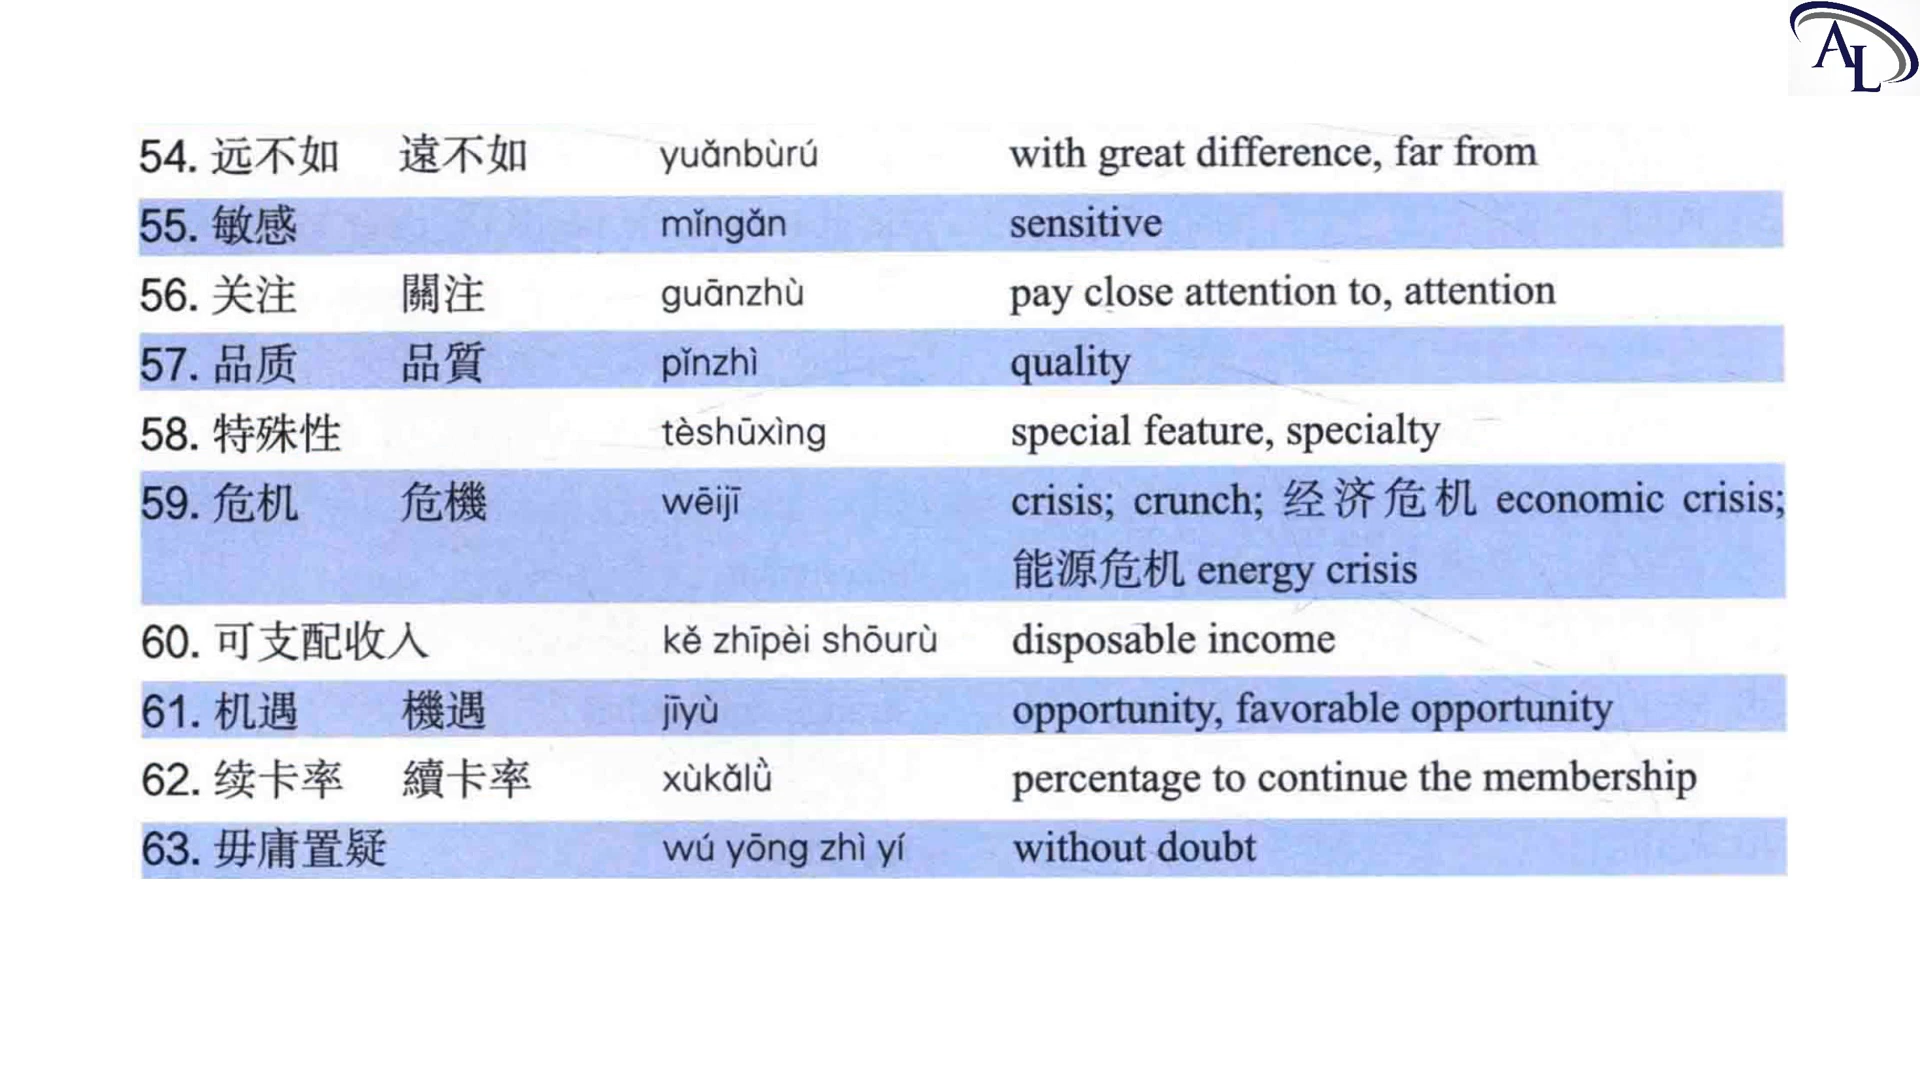 AL
54. 远不如 遠不如 yuǎnbùrú with great difference, far from
55. 敏感 mǐngǎn sensitive
56. 关注 關注 guānzhù pay close attention to, attention
57. 品质 品質 pǐnzhì quality
58. 特殊性 tèshūxìng special feature, specialty
59. 危机 危機 wēijī crisis; crunch; 经济危机 economic crisis;
能源危机 energy crisis
60. 可支配收入 kě zhīpèi shōurù disposable income
61. 机遇 機遇 jīyù opportunity, favorable opportunity
62. 续卡率 續卡率 xùkǎlǜ percentage to continue the membership
63. 毋庸置疑 wú yōng zhì yí without doubt